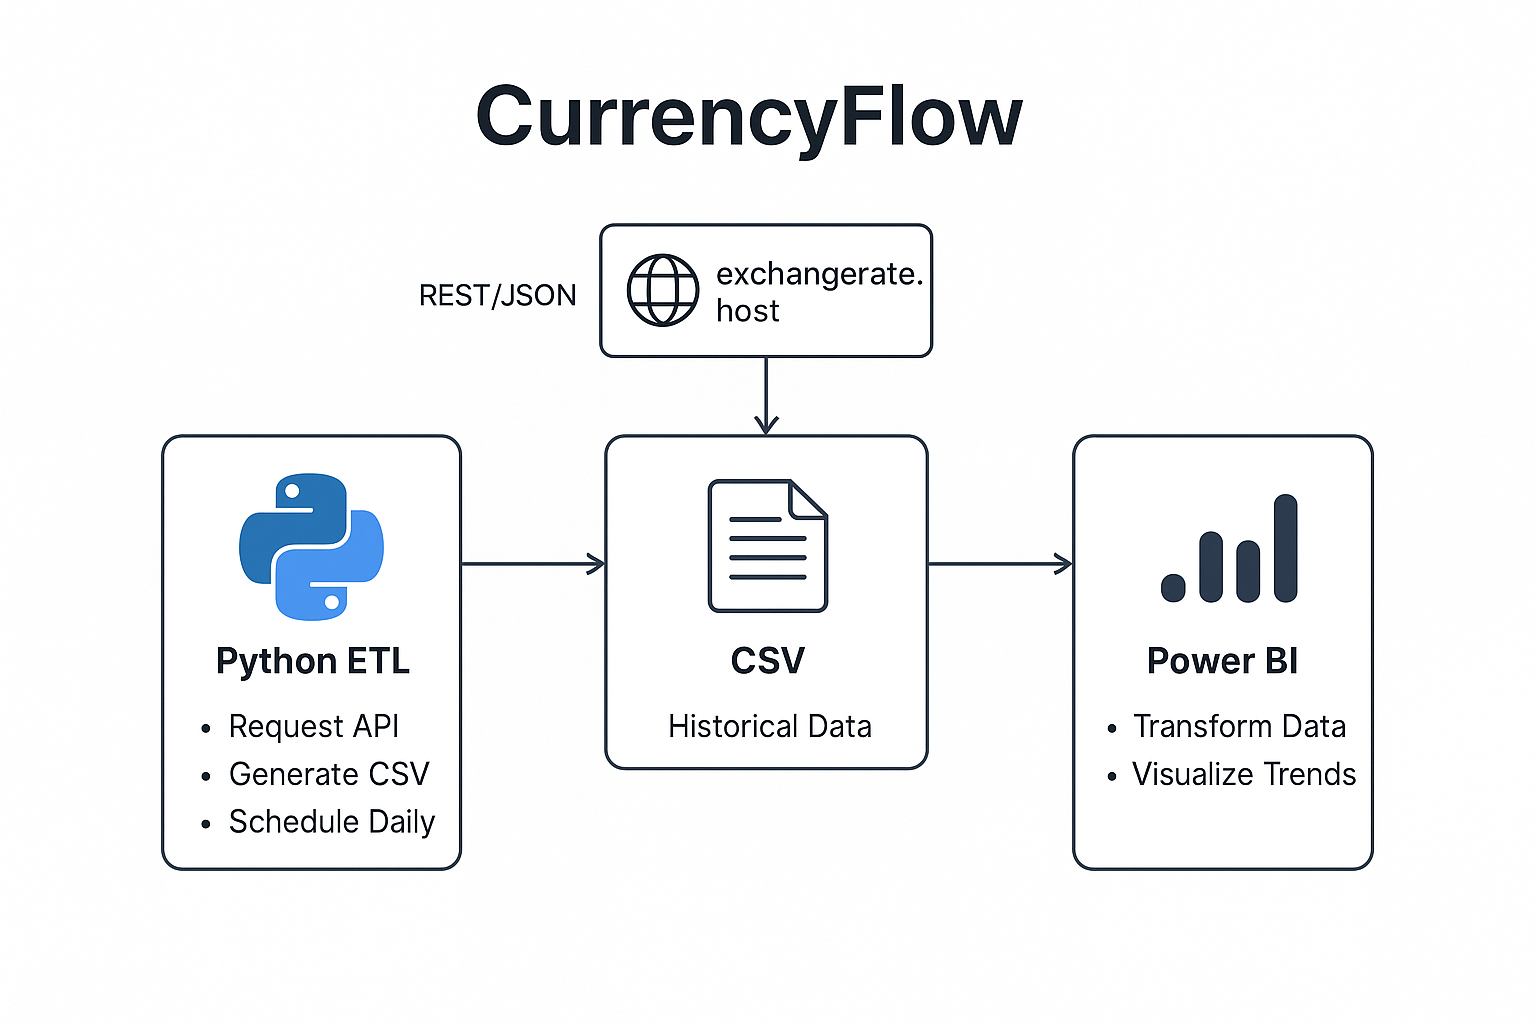 CurrencyFlow
REST/JSON
exchangerate.
host
Python ETL
• Request API
• Generate CSV
• Schedule Daily
CSV
Historical Data
Power BI
• Transform Data
• Visualize Trends